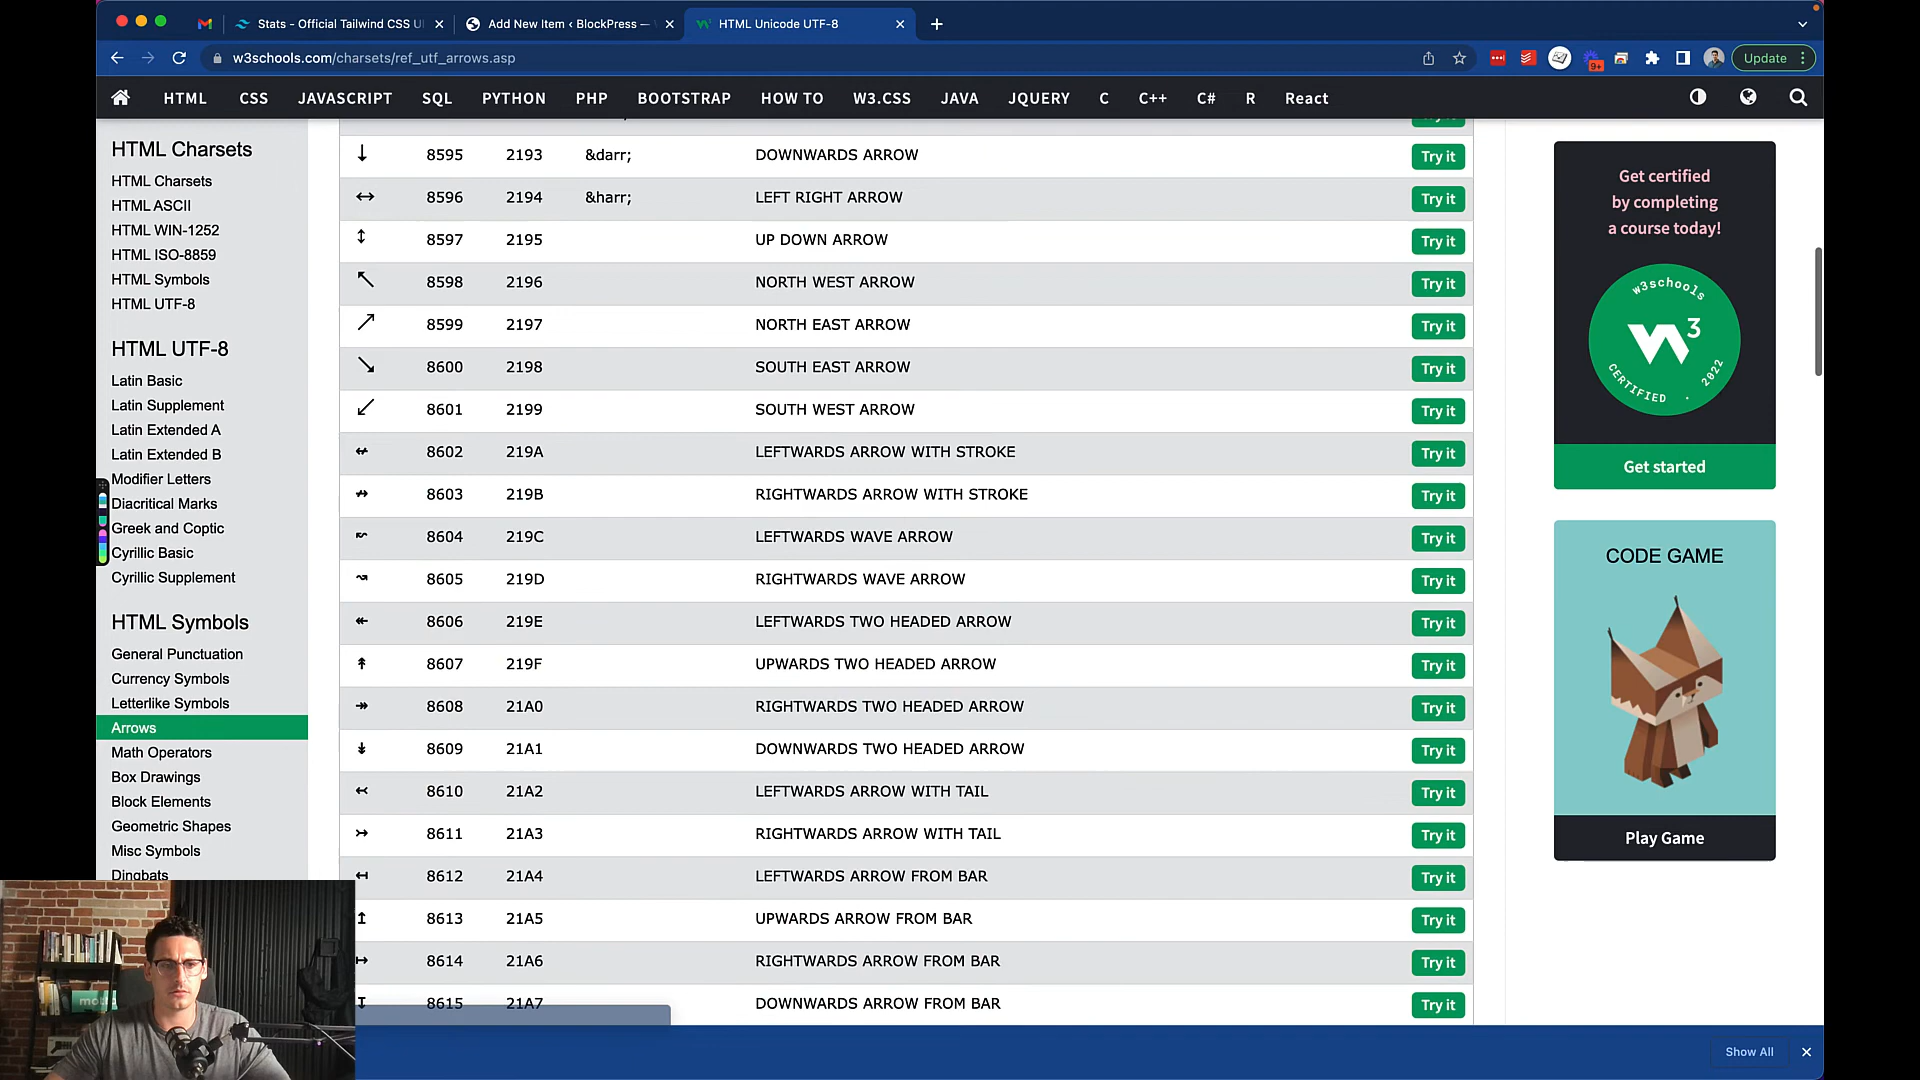 Stats - Official Tailwind CSS UI
Add New Item ‹ BlockPress —
HTML Unicode UTF-8
w3schools.com/charsets/ref_utf_arrows.asp
9+
Update
HTML CSS JAVASCRIPT SQL PYTHON PHP BOOTSTRAP HOW TO W3.CSS JAVA JQUERY C C++ C# R React
HTML Charsets
HTML Charsets
HTML ASCII
HTML WIN-1252
HTML ISO-8859
HTML Symbols
HTML UTF-8
HTML UTF-8
Latin Basic
Latin Supplement
Latin Extended A
Latin Extended B
Modifier Letters
Diacritical Marks
Greek and Coptic
Cyrillic Basic
Cyrillic Supplement
HTML Symbols
General Punctuation
Currency Symbols
Letterlike Symbols
Arrows
Math Operators
Box Drawings
Block Elements
Geometric Shapes
Misc Symbols
Dingbats
↓ 8595 2193 &darr; DOWNWARDS ARROW Try it
↔ 8596 2194 &harr; LEFT RIGHT ARROW Try it
↕ 8597 2195 UP DOWN ARROW Try it
↖ 8598 2196 NORTH WEST ARROW Try it
↗ 8599 2197 NORTH EAST ARROW Try it
↘ 8600 2198 SOUTH EAST ARROW Try it
↙ 8601 2199 SOUTH WEST ARROW Try it
↚ 8602 219A LEFTWARDS ARROW WITH STROKE Try it
↛ 8603 219B RIGHTWARDS ARROW WITH STROKE Try it
↜ 8604 219C LEFTWARDS WAVE ARROW Try it
↝ 8605 219D RIGHTWARDS WAVE ARROW Try it
↞ 8606 219E LEFTWARDS TWO HEADED ARROW Try it
↟ 8607 219F UPWARDS TWO HEADED ARROW Try it
↠ 8608 21A0 RIGHTWARDS TWO HEADED ARROW Try it
↡ 8609 21A1 DOWNWARDS TWO HEADED ARROW Try it
↢ 8610 21A2 LEFTWARDS ARROW WITH TAIL Try it
↣ 8611 21A3 RIGHTWARDS ARROW WITH TAIL Try it
↤ 8612 21A4 LEFTWARDS ARROW FROM BAR Try it
↥ 8613 21A5 UPWARDS ARROW FROM BAR Try it
↦ 8614 21A6 RIGHTWARDS ARROW FROM BAR Try it
↧ 8615 21A7 DOWNWARDS ARROW FROM BAR Try it
Get certified
by completing
a course today!
w3schools
3
CERTIFIED . 2022
Get started
CODE GAME
Play Game
Show All